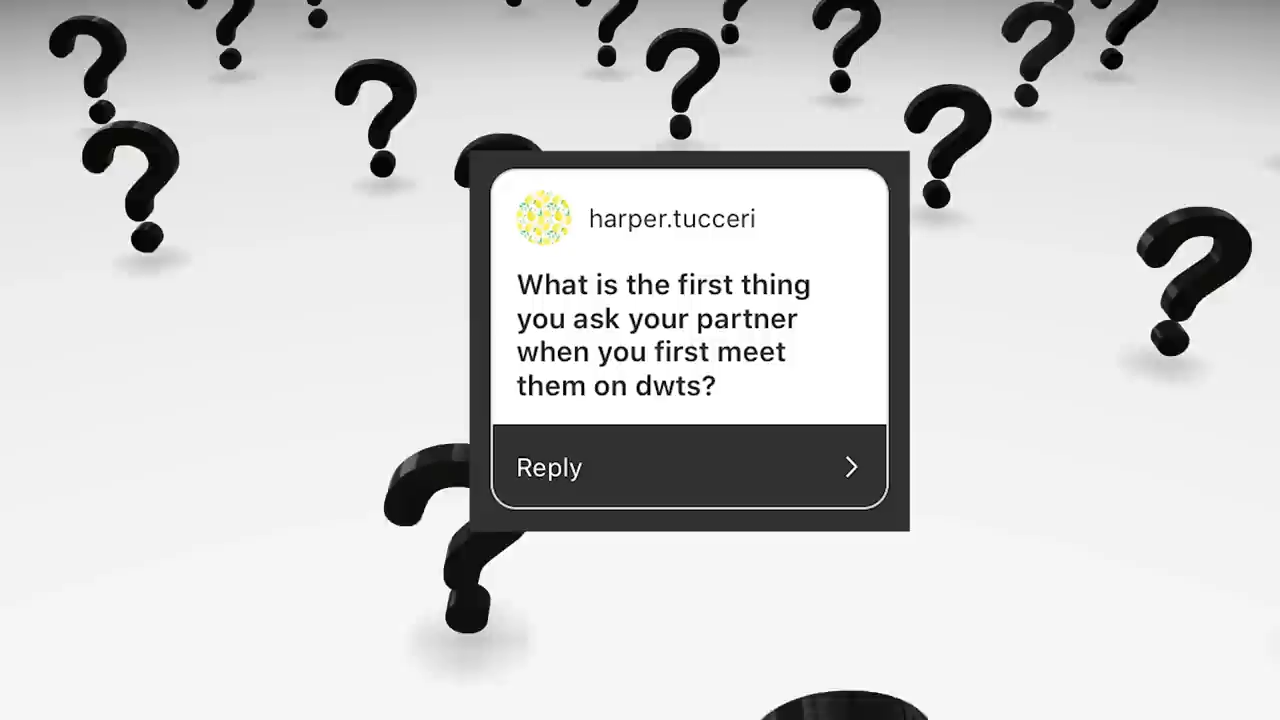 harper.tucceri
What is the first thing
you ask your partner
when you first meet
them on dwts?
Reply